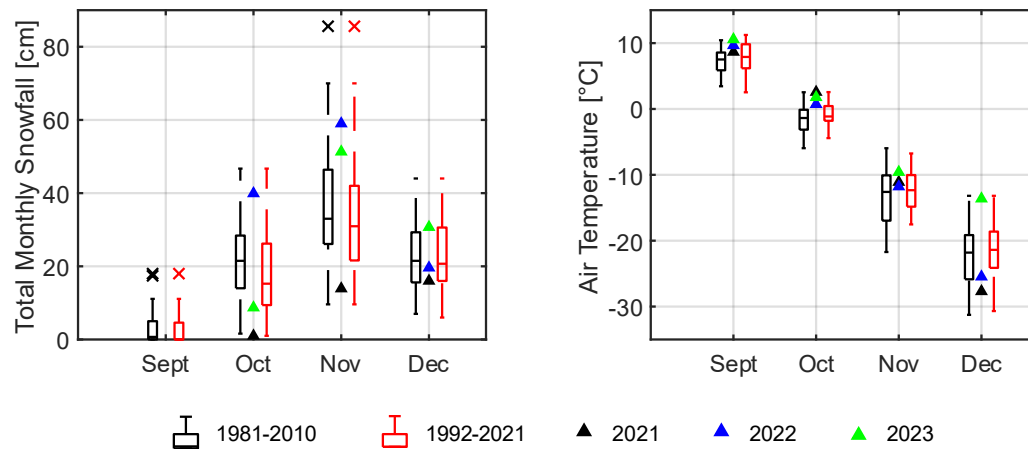 Total Monthly Snowfall [cm]
80
60
40
20
0
Sept Oct Nov Dec
Air Temperature [°C]
10
0
-10
-20
-30
Sept Oct Nov Dec
1981-2010 1992-2021 2021 2022 2023